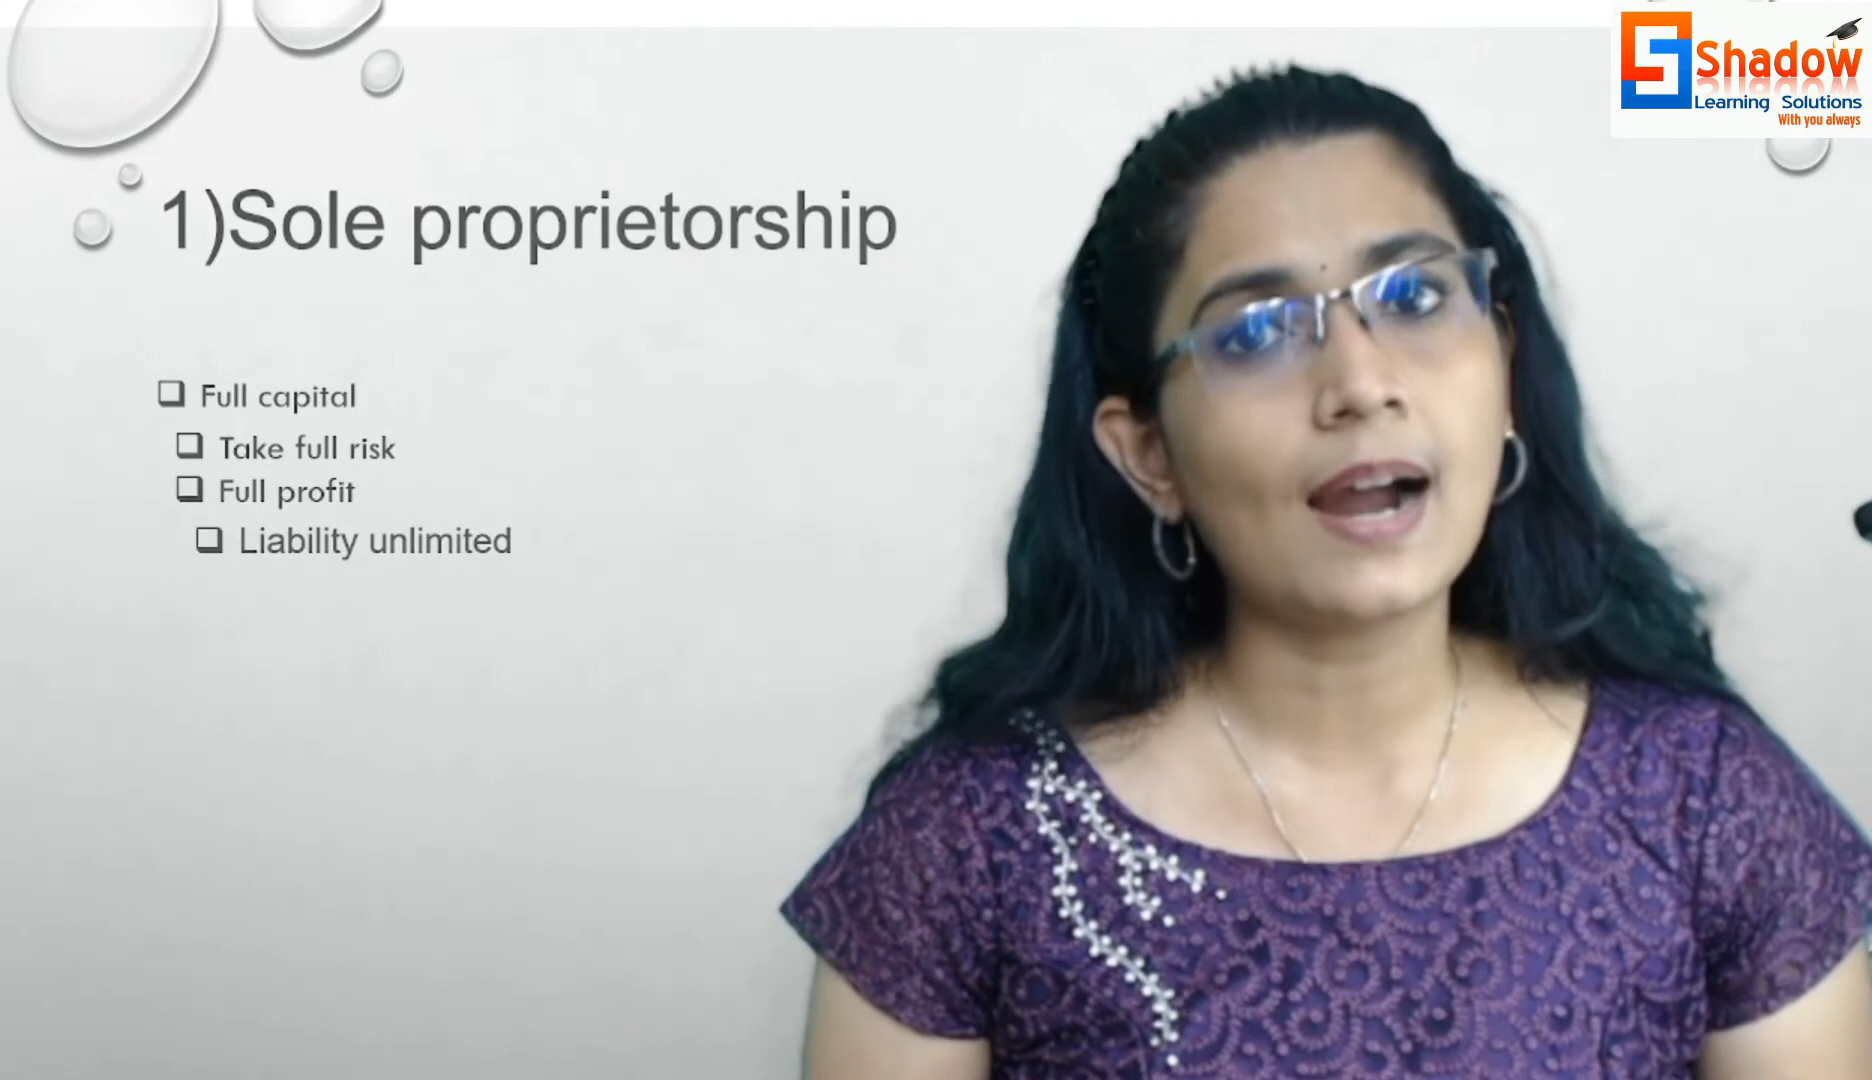 Shadow
Learning Solutions
With you always
1)Sole proprietorship
Full capital
Take full risk
Full profit
Liability unlimited